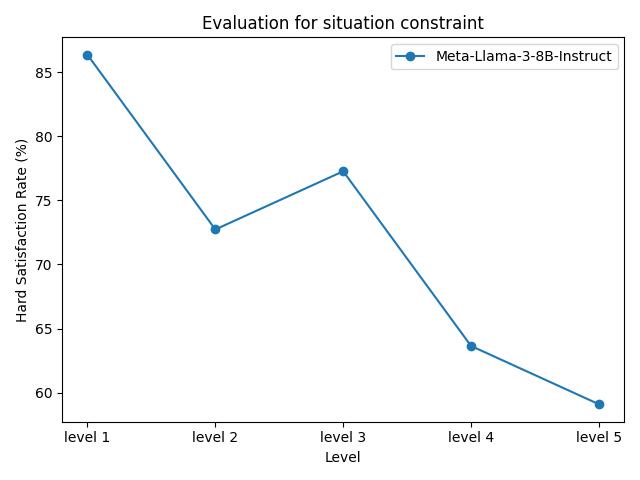 Evaluation for situation constraint
Meta-Llama-3-8B-Instruct
Hard Satisfaction Rate (%)
85
80
75
70
65
60
level 1
level 2
level 3
level 4
level 5
Level